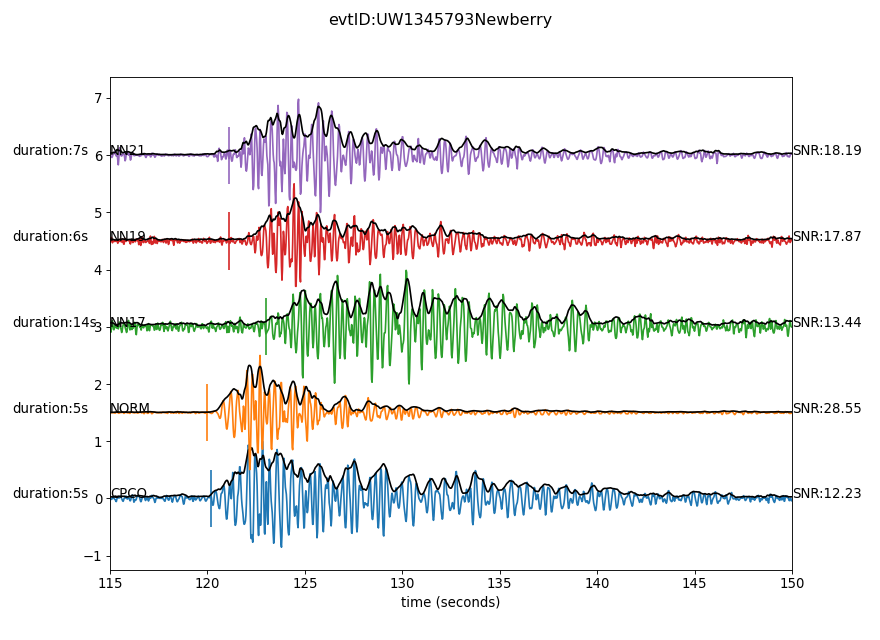 evtID:UW1345793Newberry
7
duration:7s NN21 6 SNR:18.19
5
duration:6s NN19 SNR:17.87
4
duration:14s 3 NN17 SNR:13.44
2
duration:5s NORM SNR:28.55
1
duration:5s 0 CPCO SNR:12.23
−1
115 120 125 130 135 140 145 150
time (seconds)